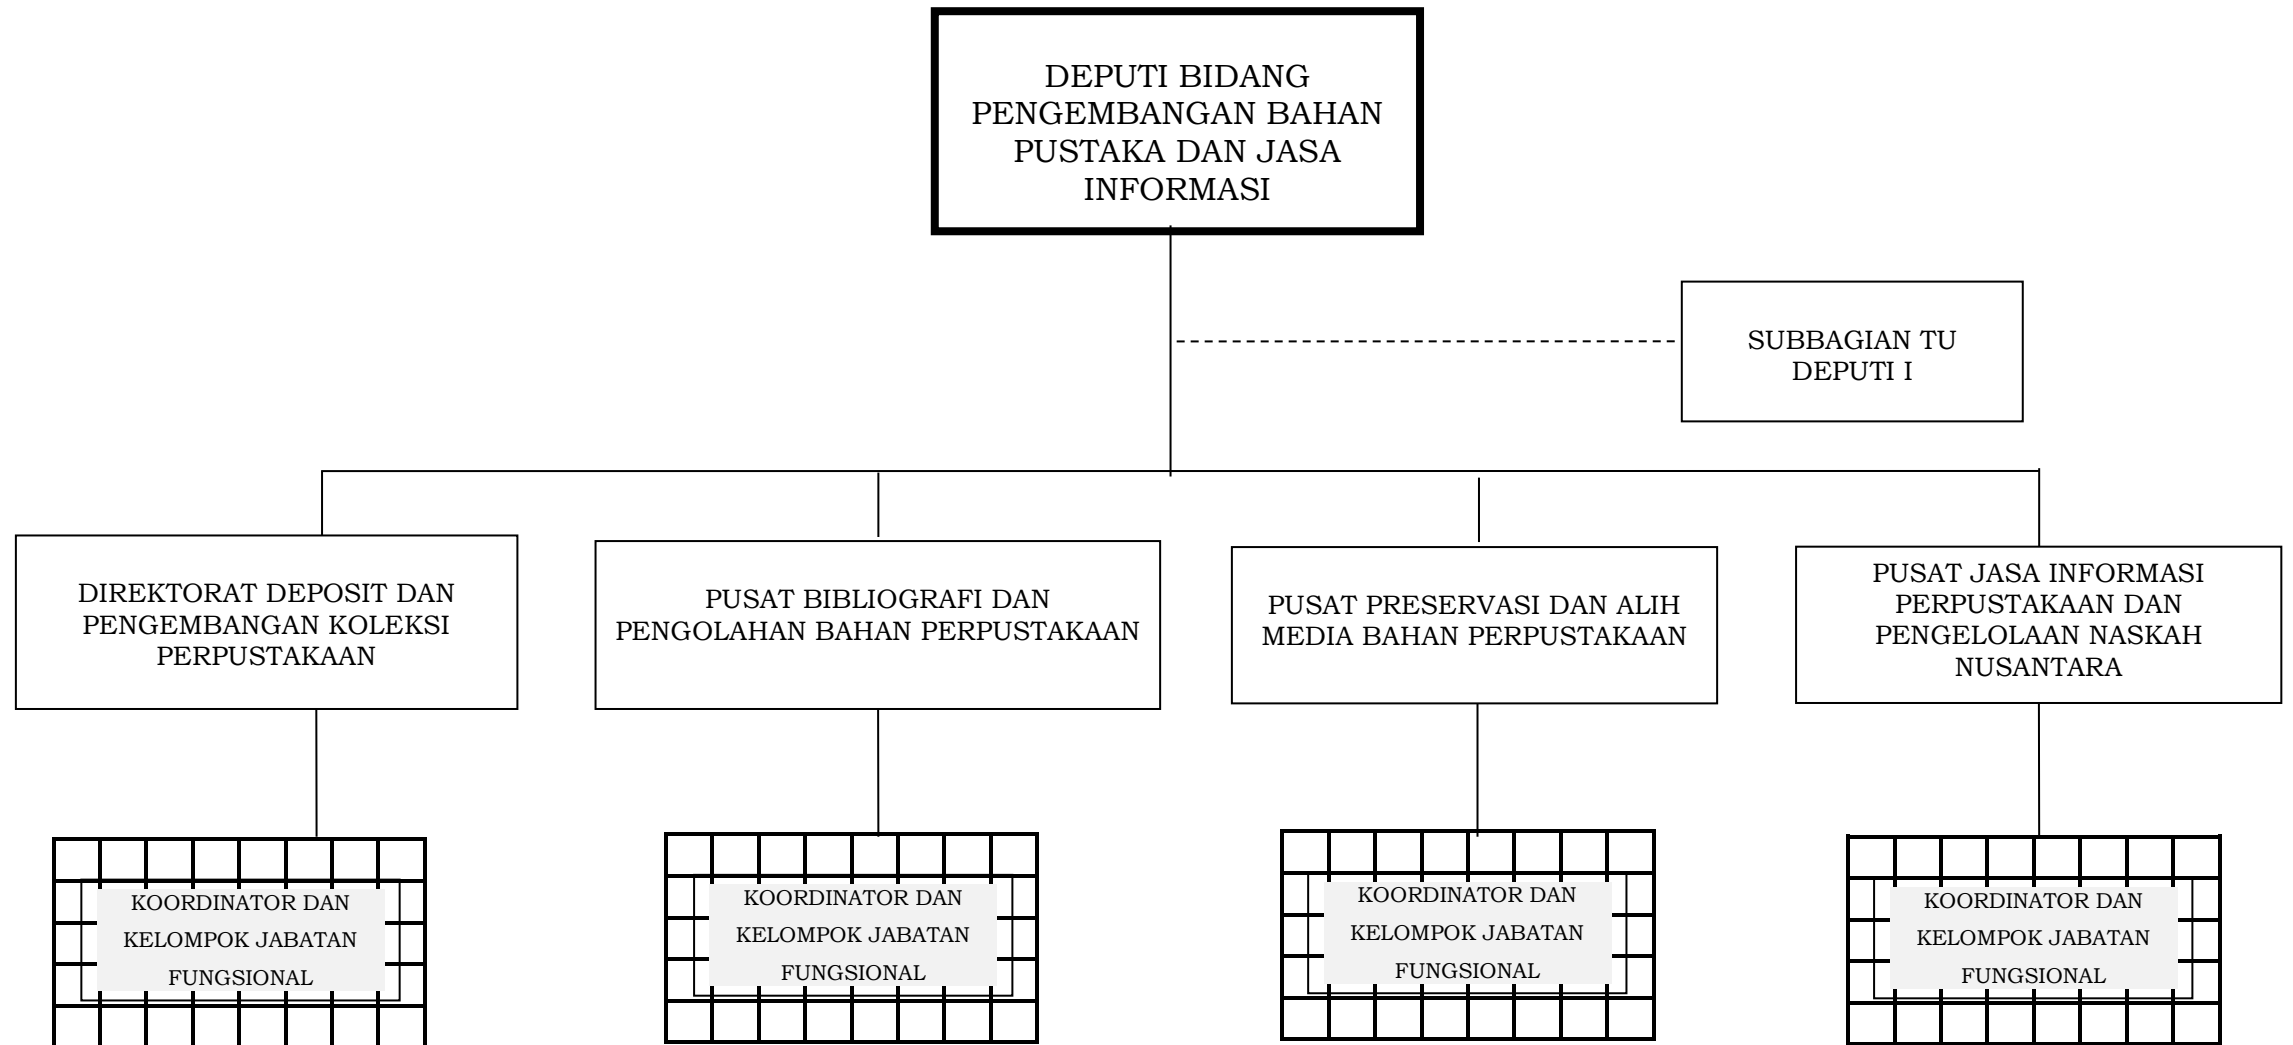 DEPUTI BIDANG
PENGEMBANGAN BAHAN
PUSTAKA DAN JASA
INFORMASI
SUBBAGIAN TU
DEPUTI I
DIREKTORAT DEPOSIT DAN
PENGEMBANGAN KOLEKSI
PERPUSTAKAAN
PUSAT BIBLIOGRAFI DAN
PENGOLAHAN BAHAN PERPUSTAKAAN
PUSAT PRESERVASI DAN ALIH
MEDIA BAHAN PERPUSTAKAAN
PUSAT JASA INFORMASI
PERPUSTAKAAN DAN
PENGELOLAAN NASKAH
NUSANTARA
KOORDINATOR DAN
KELOMPOK JABATAN
FUNGSIONAL
KOORDINATOR DAN
KELOMPOK JABATAN
FUNGSIONAL
KOORDINATOR DAN
KELOMPOK JABATAN
FUNGSIONAL
KOORDINATOR DAN
KELOMPOK JABATAN
FUNGSIONAL